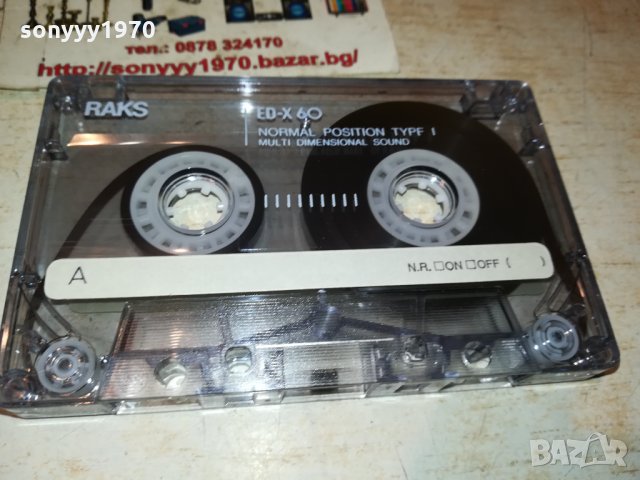 sonyyy1970
тел.: 0878 324170
http://sonyyy1970.bazar.bg/
RAKS
ED-X 60
NORMAL POSITION TYPE I
MULTI DIMENSIONAL SOUND
A
N.R. □ON □OFF ( )
BAZAR